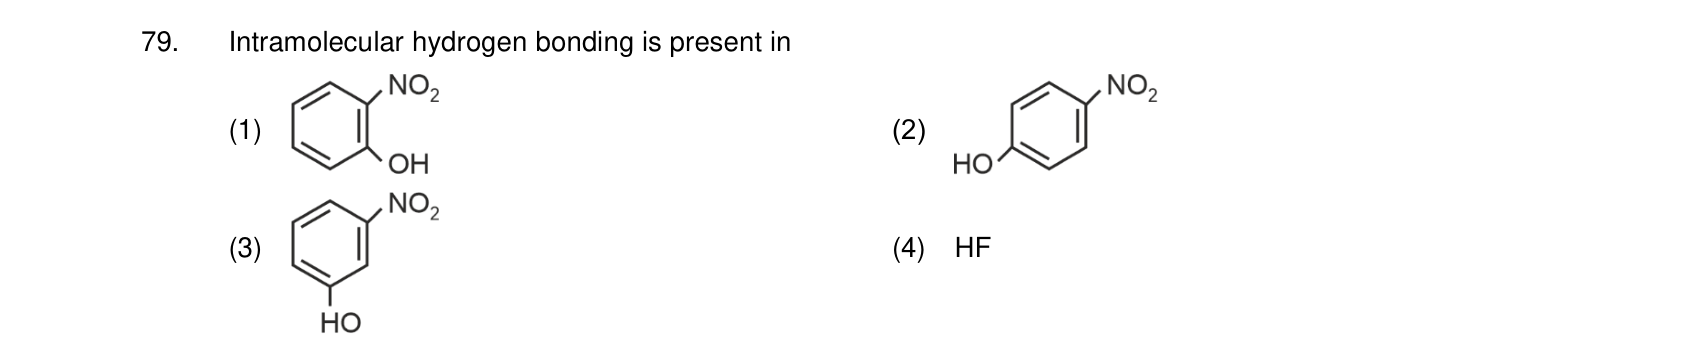 79. Intramolecular hydrogen bonding is present in
(1) NO₂ OH
(2) NO₂ HO
(3) NO₂ HO
(4) HF